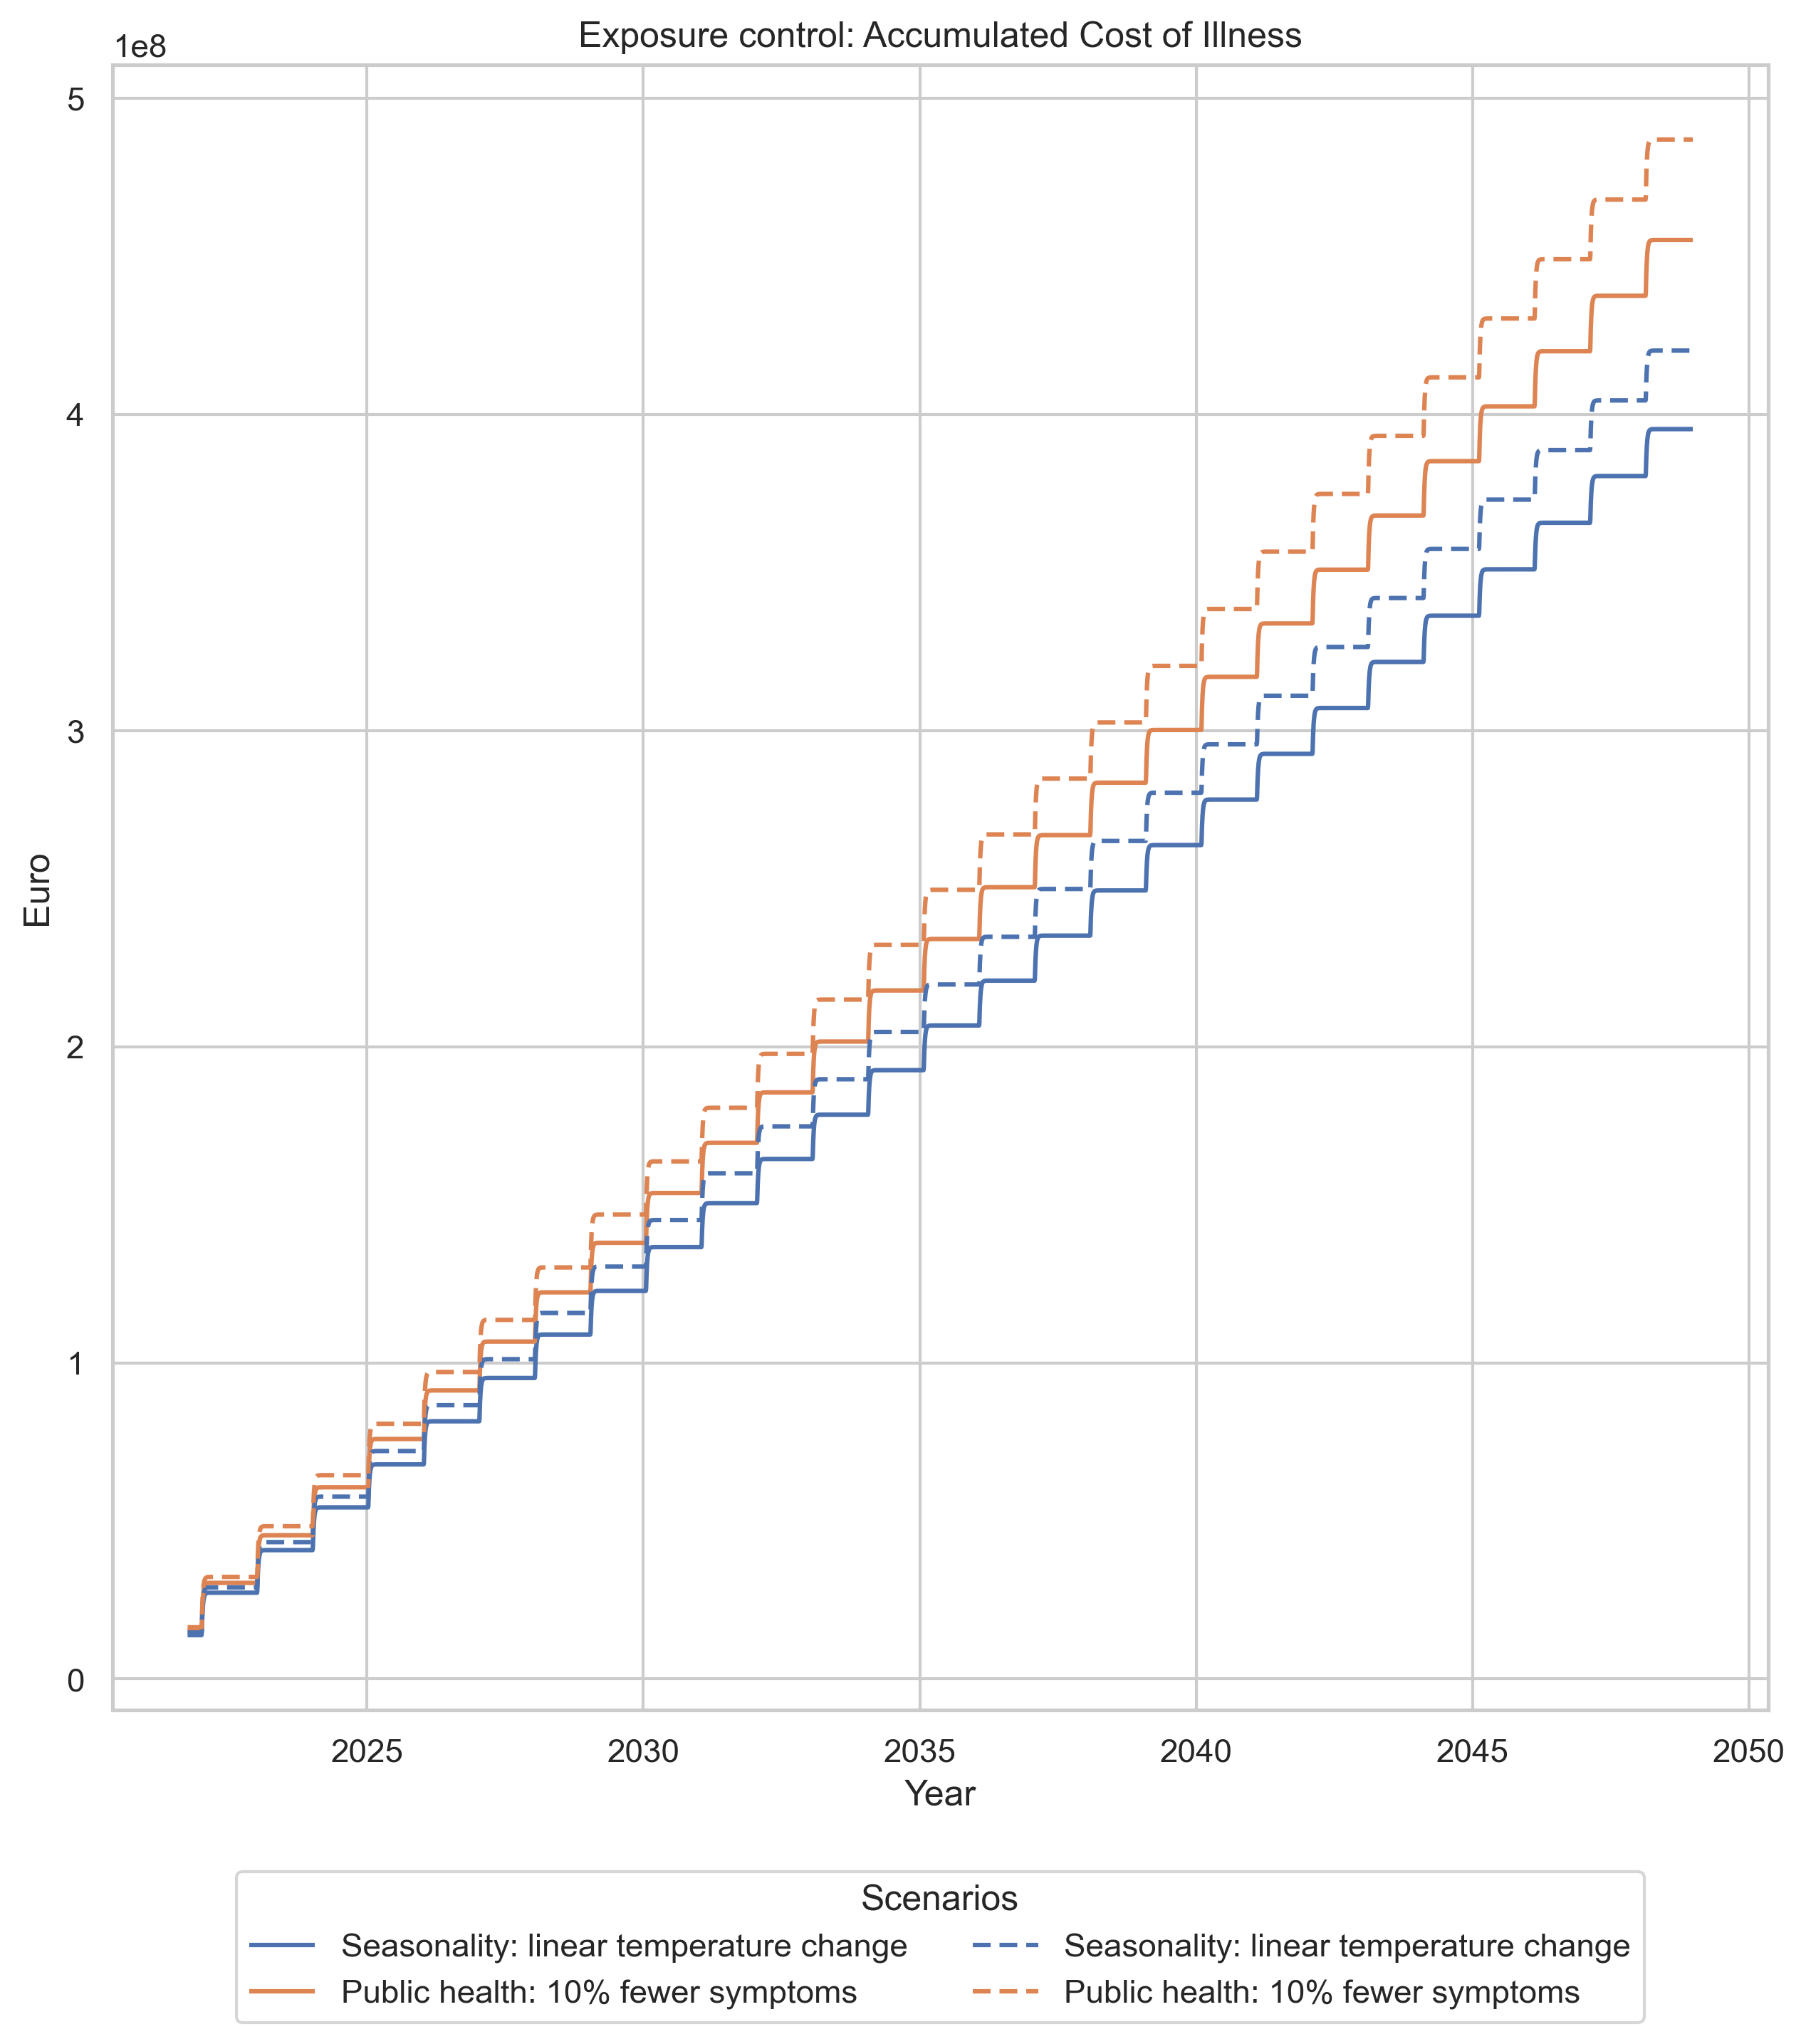 Exposure control: Accumulated Cost of Illness
1e8
5
4
3
2
1
0
Euro
2025 2030 2035 2040 2045 2050
Year
Scenarios
Seasonality: linear temperature change Seasonality: linear temperature change
Public health: 10% fewer symptoms Public health: 10% fewer symptoms